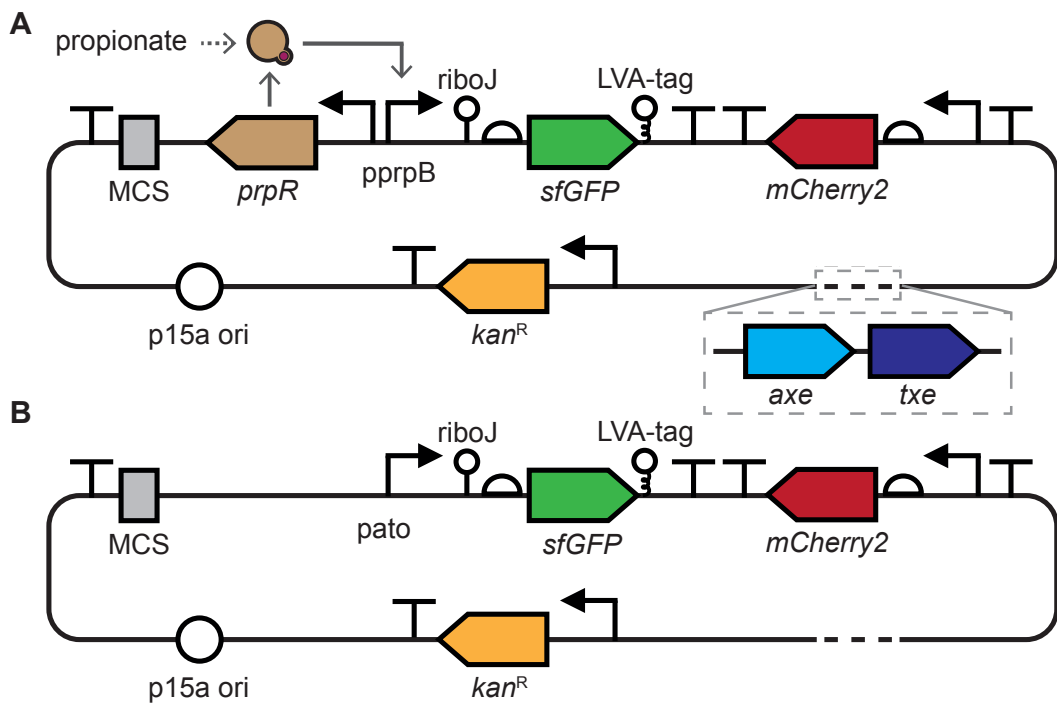 A
propionate
riboJ
LVA-tag
MCS
prpR
pprpB
sfGFP
mCherry2
p15a ori
kanR
axe
txe
B
riboJ
LVA-tag
MCS
pato
sfGFP
mCherry2
p15a ori
kanR